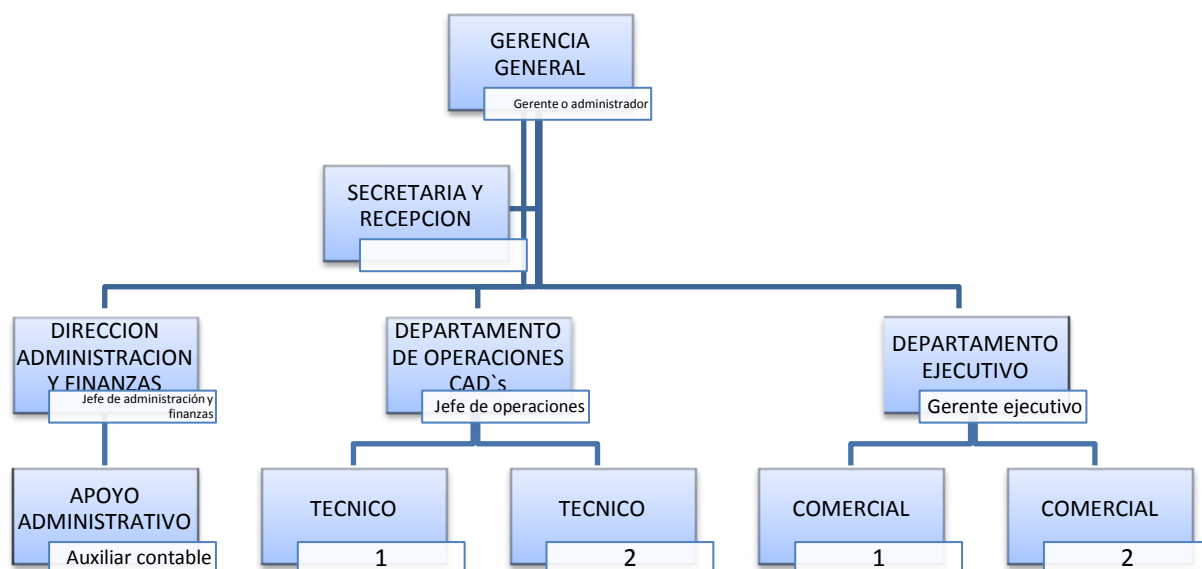 GERENCIA
GENERAL
Gerente o administrador
SECRETARIA Y
RECEPCION
DIRECCION
ADMINISTRACION
Y FINANZAS
Jefe de administración y
finanzas
DEPARTAMENTO
DE OPERACIONES
CAD`s
Jefe de operaciones
DEPARTAMENTO
EJECUTIVO
Gerente ejecutivo
APOYO
ADMINISTRATIVO
Auxiliar contable
TECNICO
1
TECNICO
2
COMERCIAL
1
COMERCIAL
2